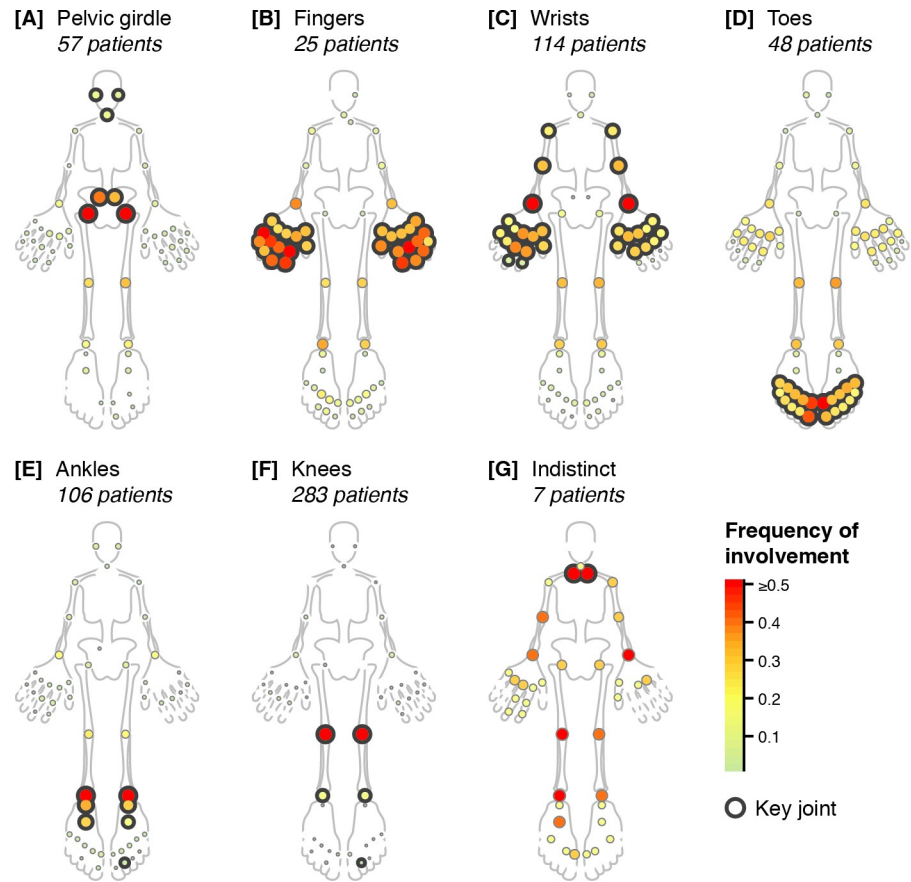 [A] Pelvic girdle
57 patients
[B] Fingers
25 patients
[C] Wrists
114 patients
[D] Toes
48 patients
[E] Ankles
106 patients
[F] Knees
283 patients
[G] Indistinct
7 patients
Frequency of
involvement
≥0.5
0.4
0.3
0.2
0.1
Key joint